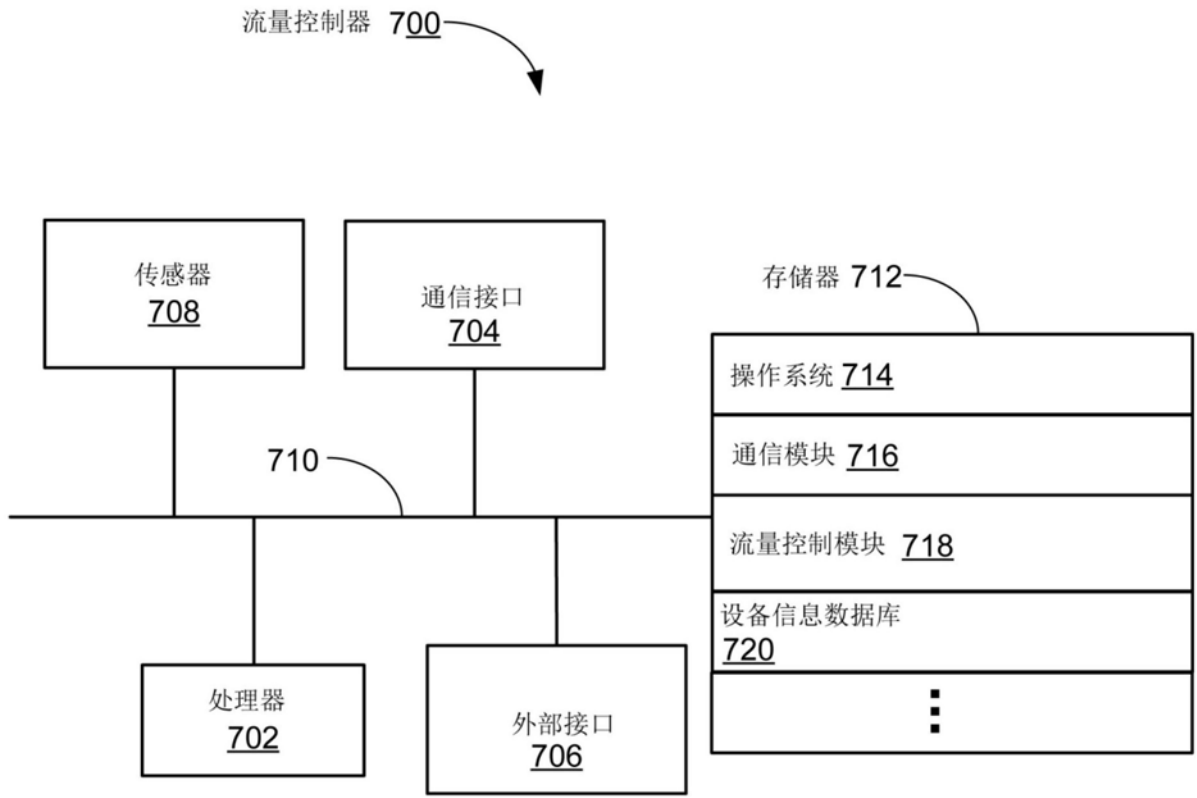 流量控制器 700
传感器
708
通信接口
704
存储器 712
操作系统 714
通信模块 716
710
流量控制模块 718
设备信息数据库
720
处理器
702
外部接口
706